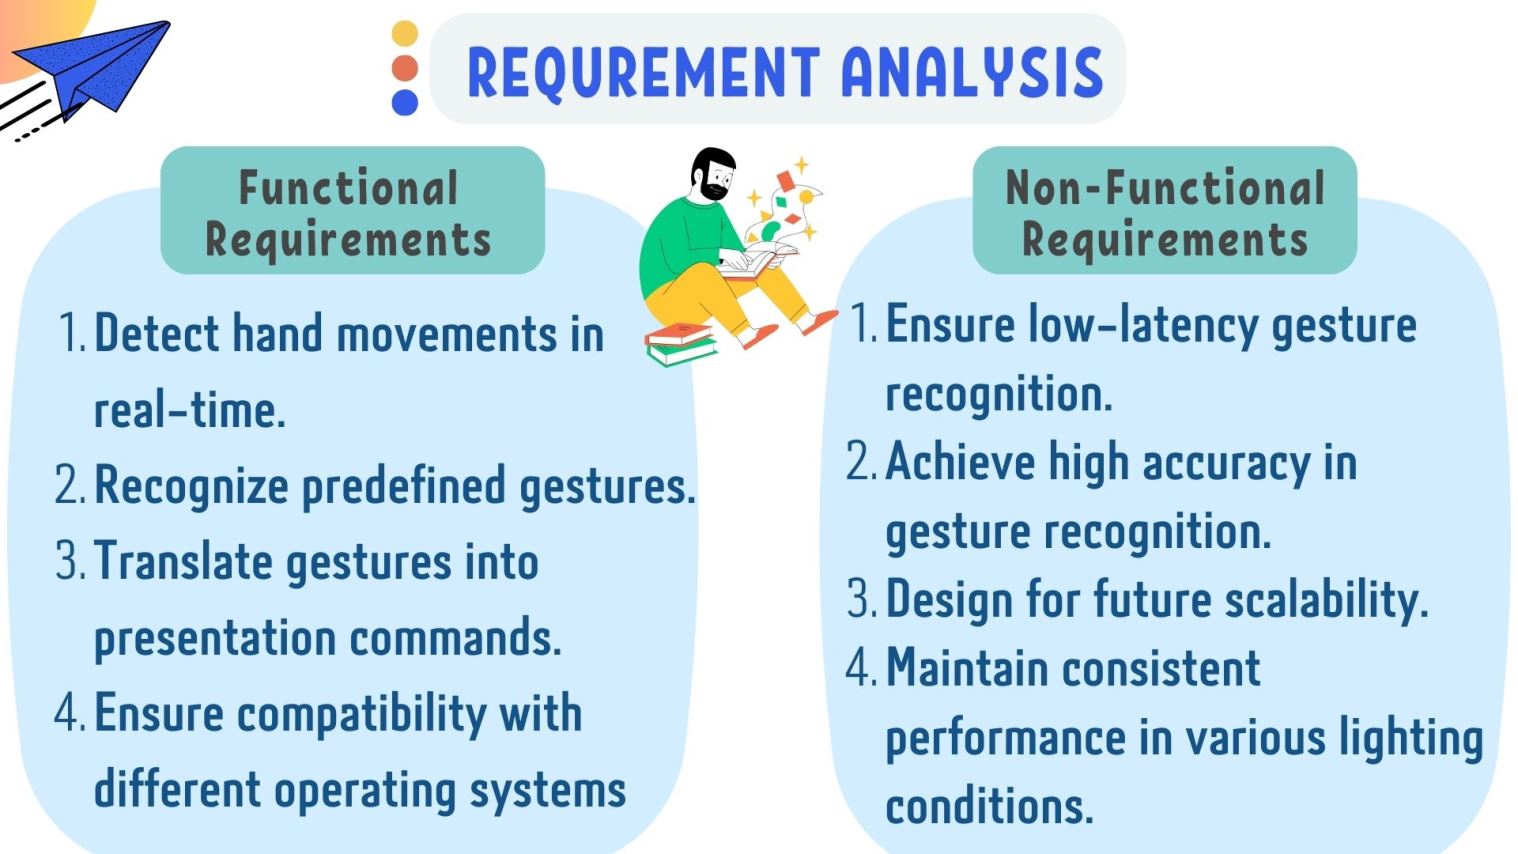 REQUREMENT ANALYSIS
Functional
Requirements
1. Detect hand movements in
real-time.
2. Recognize predefined gestures.
3. Translate gestures into
presentation commands.
4. Ensure compatibility with
different operating systems
Non-Functional
Requirements
1. Ensure low-latency gesture
recognition.
2. Achieve high accuracy in
gesture recognition.
3. Design for future scalability.
4. Maintain consistent
performance in various lighting
conditions.